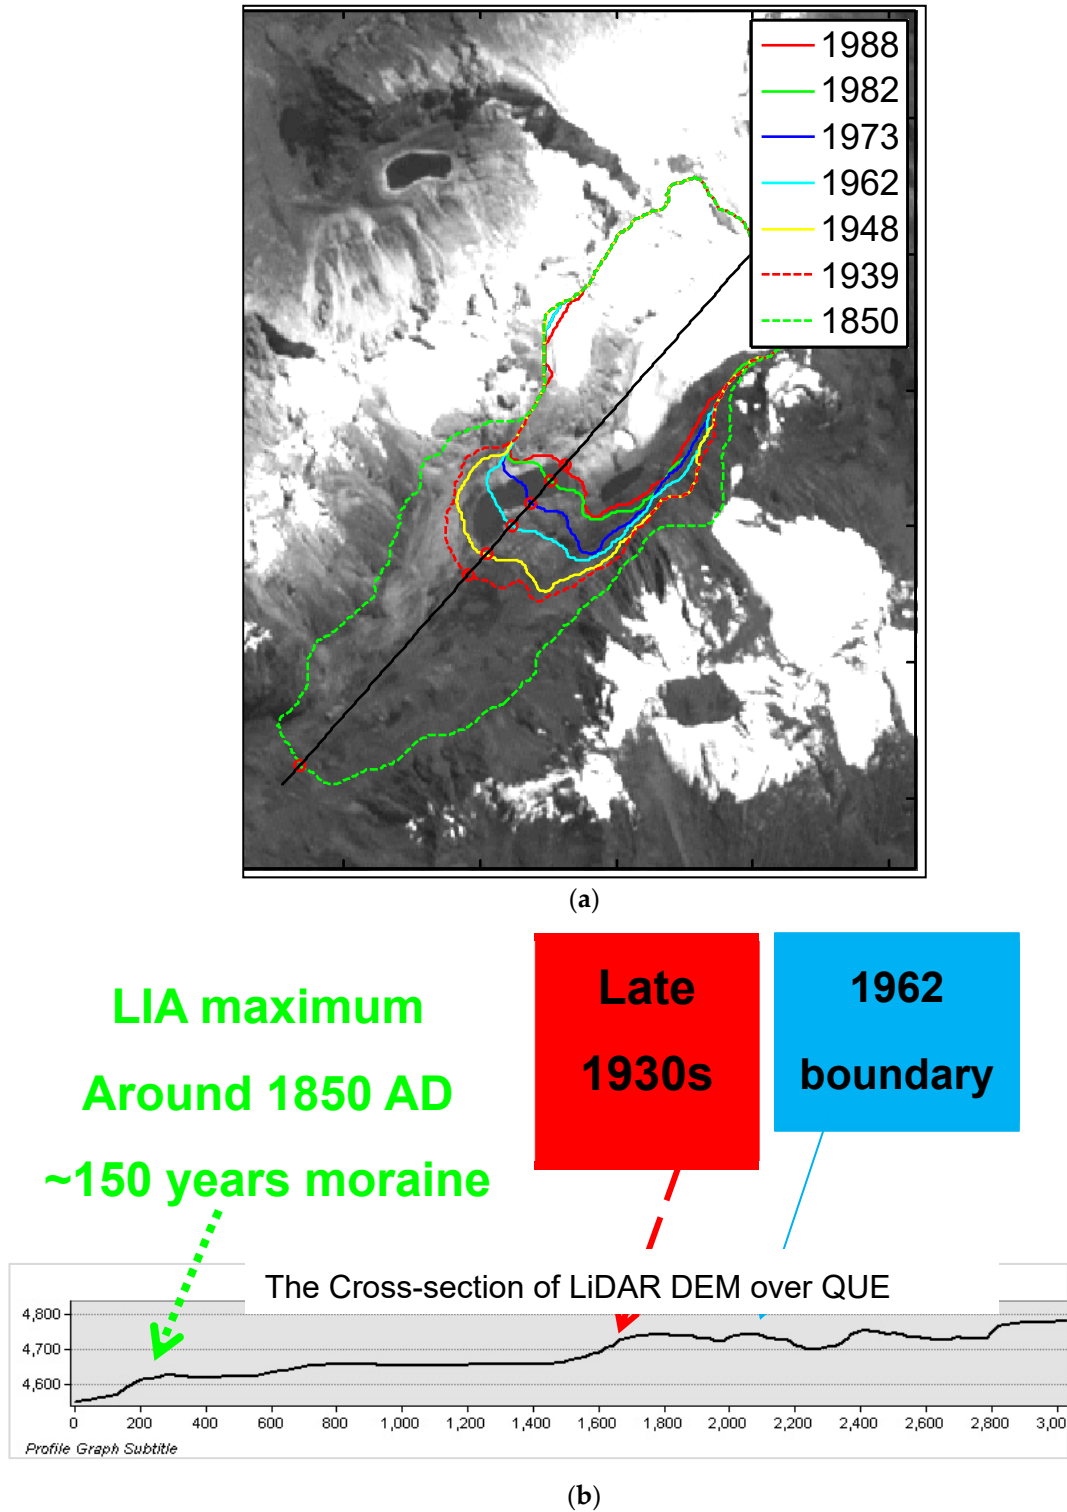 1988
1982
1973
1962
1948
1939
1850
(a)
LIA maximum
Around 1850 AD
~150 years moraine
Late
1930s
1962
boundary
The Cross-section of LiDAR DEM over QUE
4,800
4,700
4,600
0 200 400 600 800 1,000 1,200 1,400 1,600 1,800 2,000 2,200 2,400 2,600 2,800 3,00
Profile Graph Subtitle
(b)